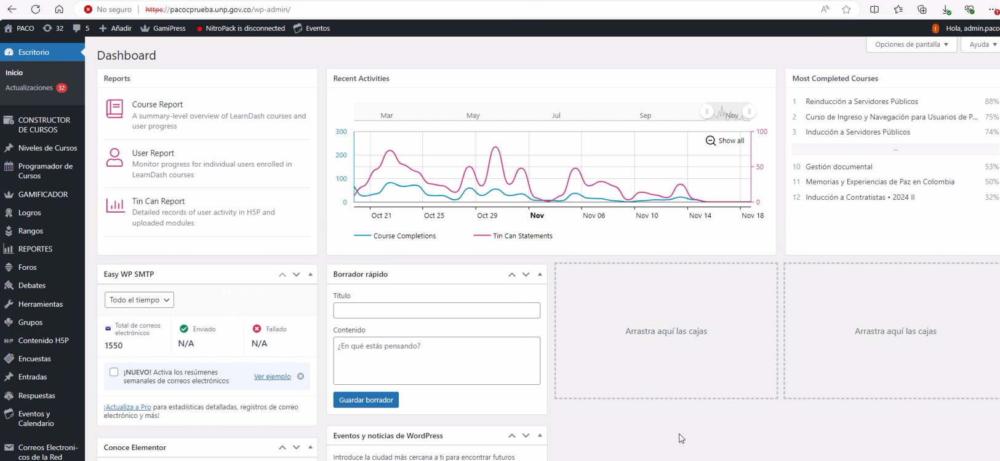 No seguro
https://pacocprueba.unp.gov.co/wp-admin/
PACO
32
5
Añadir
GamiPress
NitroPack is disconnected
Eventos
Hola, admin.paco
Opciones de pantalla
Ayuda
Escritorio
Inicio
Actualizaciones 32
CONSTRUCTOR
DE CURSOS
Niveles de Cursos
Programador de
Cursos
GAMIFICADOR
Logros
Rangos
REPORTES
Foros
Debates
Herramientas
Grupos
Contenido H5P
Encuestas
Entradas
Respuestas
Eventos y
Calendario
Correos Electroni-
cos de la Red
Dashboard
Reports
Course Report
A summary-level overview of LearnDash courses and
user progress
User Report
Monitor progress for individual users enrolled in
LearnDash courses
Tin Can Report
Detailed records of user activity in H5P and
uploaded modules
Recent Activities
Mar May Jul Sep Nov
300
200
100
0
100
50
0
Show all
Oct 21 Oct 25 Oct 29 Nov Nov 06 Nov 10 Nov 14 Nov 18
Course Completions Tin Can Statements
Most Completed Courses
1 Reinducción a Servidores Públicos 88%
2 Curso de Ingreso y Navegación para Usuarios de P... 75%
3 Inducción a Servidores Públicos 74%
...
10 Gestión documental 53%
11 Memorias y Experiencias de Paz en Colombia 50%
12 Inducción a Contratistas • 2024 II 32%
Easy WP SMTP
Todo el tiempo
Total de correos
electrónicos
1550
Enviado
N/A
Fallado
N/A
¡NUEVO! Activa los resúmenes
semanales de correos electrónicos
Ver ejemplo
¡Actualiza a Pro para estadísticas detalladas, registros de correo
electrónico y más!
Conoce Elementor
Borrador rápido
Título
Contenido
¿En qué estás pensando?
Guardar borrador
Eventos y noticias de WordPress
Introduce la ciudad más cercana a ti para encontrar futuros
Arrastra aquí las cajas
Arrastra aquí las cajas